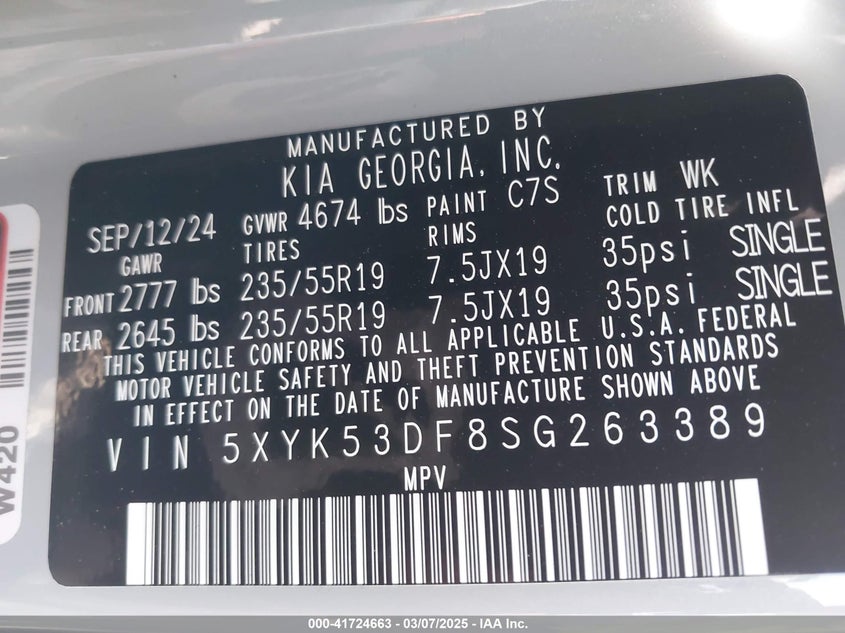 MANUFACTURED BY
KIA GEORGIA, INC.
SEP/12/24 GVWR 4674 lbs PAINT C7S TRIM WK
GAWR TIRES RIMS COLD TIRE INFL
FRONT 2777 lbs 235/55R19 7.5JX19 35psi SINGLE
REAR 2645 lbs 235/55R19 7.5JX19 35psi SINGLE
THIS VEHICLE CONFORMS TO ALL APPLICABLE U.S.A. FEDERAL
MOTOR VEHICLE SAFETY AND THEFT PREVENTION STANDARDS
IN EFFECT ON THE DATE OF MANUFACTURE SHOWN ABOVE
VIN 5XYK53DF8SG263389
MPV
W420
000-41724663 - 03/07/2025 - IAA Inc.